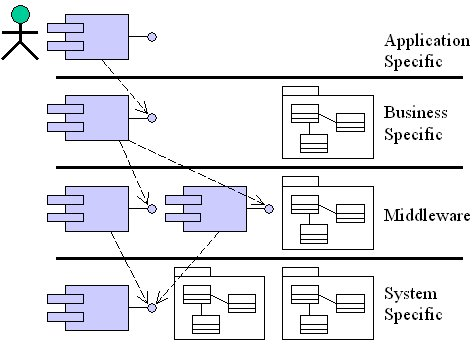 Application
Specific
Business
Specific
Middleware
System
Specific